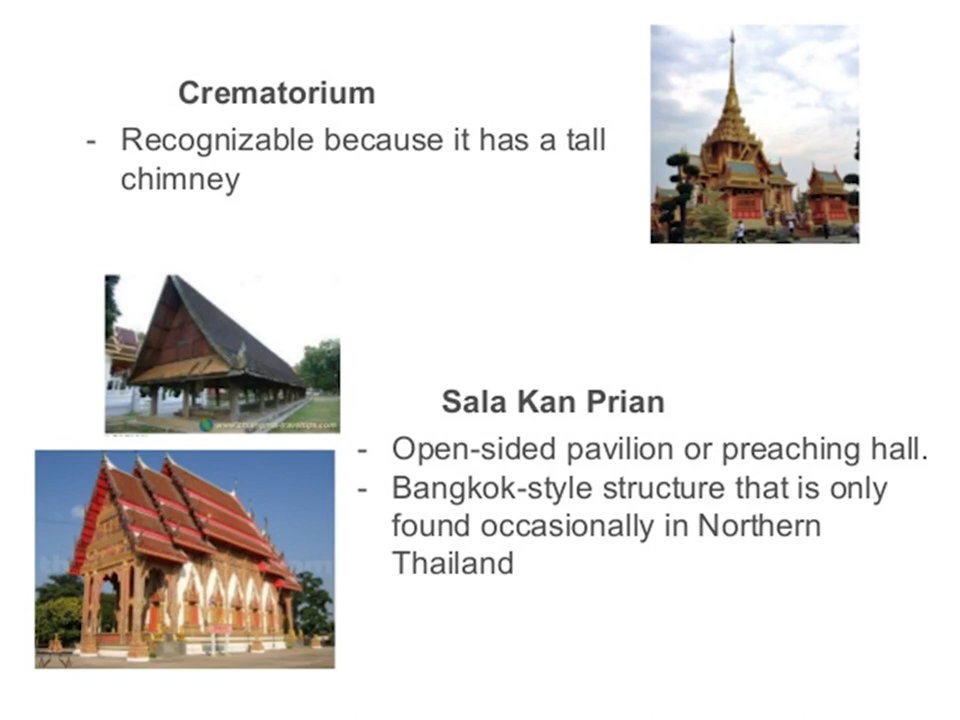 Crematorium
- Recognizable because it has a tall
chimney
Sala Kan Prian
- Open-sided pavilion or preaching hall.
- Bangkok-style structure that is only
found occasionally in Northern
Thailand